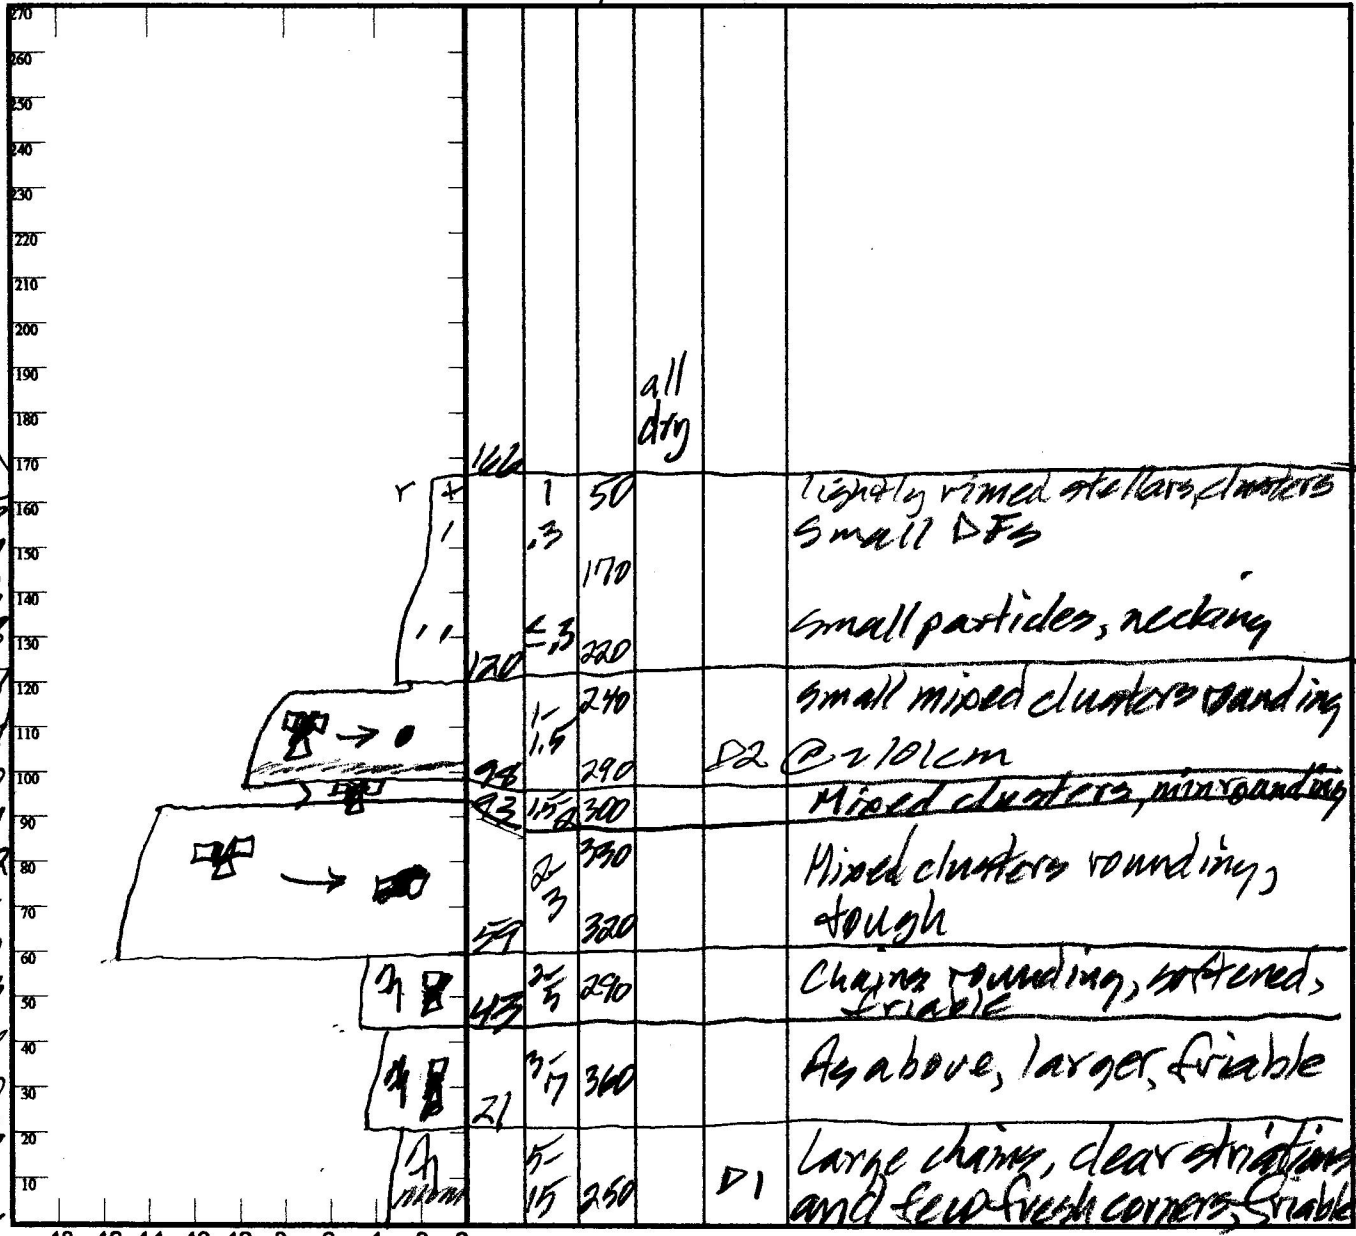 270
260
250
240
230
220
210
200
190
all
180
dry
170
166
r + 1 50 lightly rimed stellars, clusters
160
/ .3 Small DFs
150
170
140
small particles, necking
130 / / ≤.3 220
120
120
240 small mixed clusters rounding
110 → 1-1.5
D2 @ ~101cm
100 98 290
93 1.5-2 300 Mixed clusters, min rounding
90
80 330 Mixed clusters rounding,
→ 2-3
70 tough
59 320
60
Chains rounding, softened,
50 43 2-5 290 friable
40
As above, larger, friable
30 3-7 360
21
20
Large chains, clear striations
5-15 250 D1
10 and few fresh corners, friable